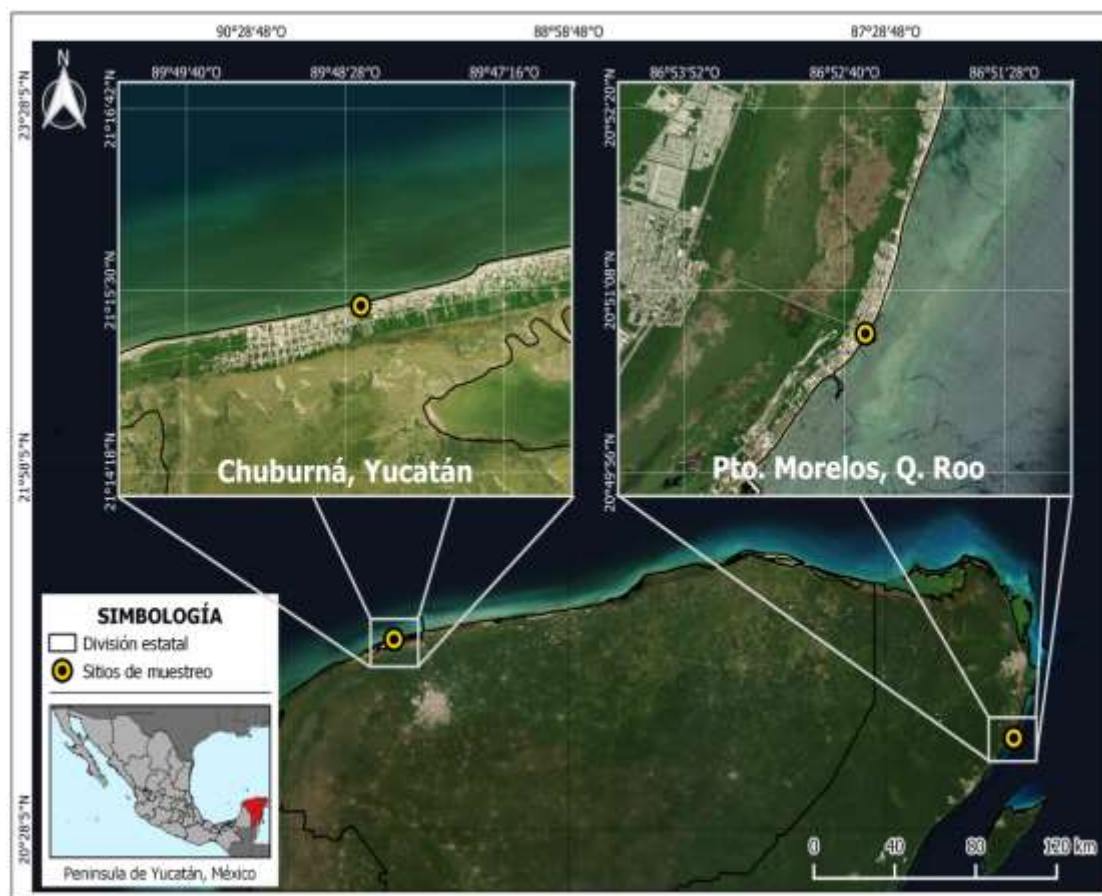 90°28'48"O 88°58'48"O 87°28'48"O
N
89°49'40"O 89°48'28"O 89°47'16"O
86°53'52"O 86°52'40"O 86°51'28"O
23°28'5"N
21°16'42"N
20°52'20"N
21°15'30"N
20°51'08"N
21°58'5"N
21°14'18"N
20°49'56"N
Chuburná, Yucatán
Pto. Morelos, Q. Roo
SIMBOLOGÍA
División estatal
Sitios de muestreo
Peninsula de Yucatán, México
20°28'5"N
0 40 80 120 km